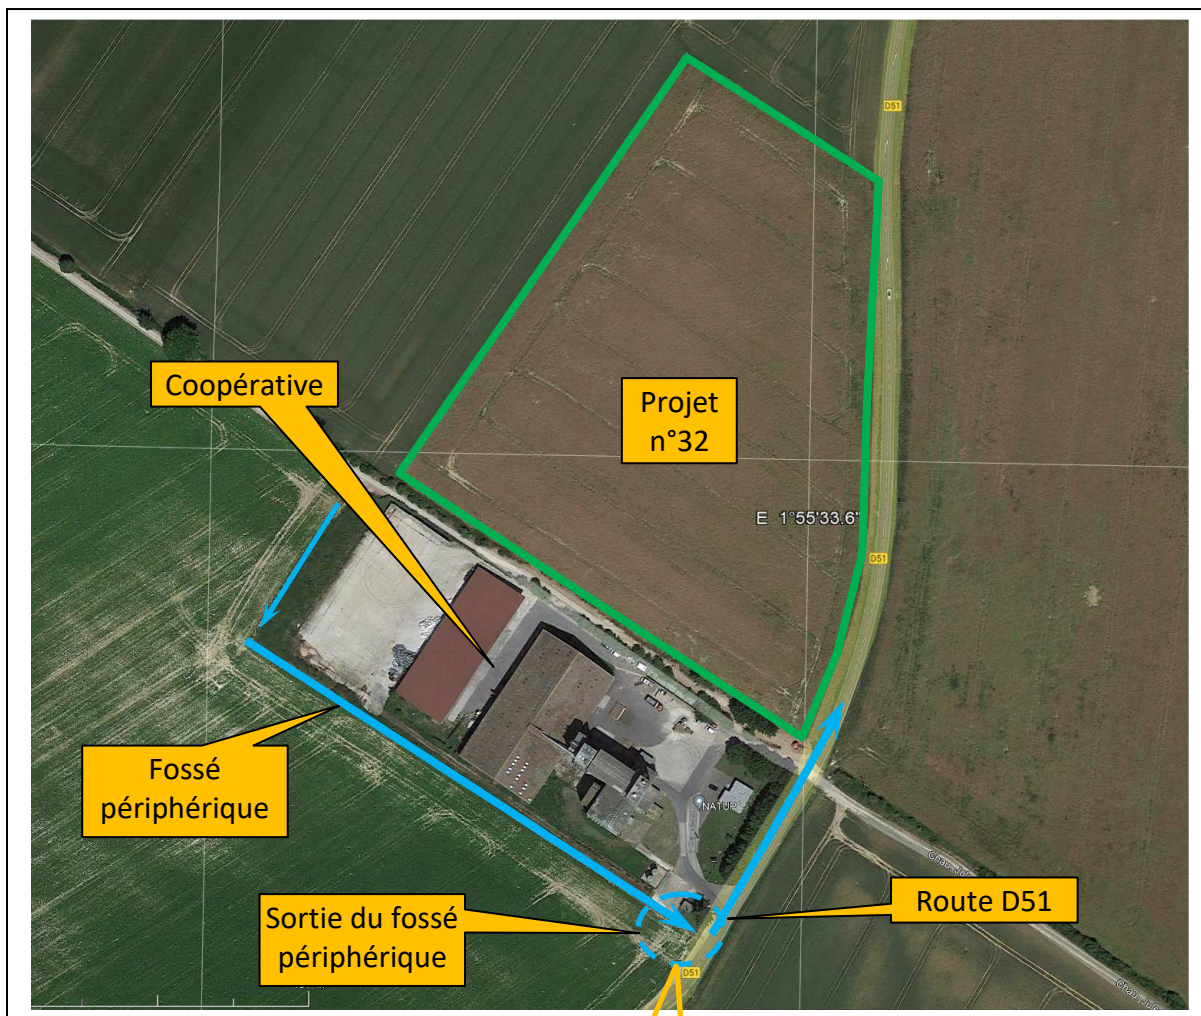 D51
Coopérative
Projet
n°32
E 1°55'33.6"
D51
Fossé
périphérique
NATUP
Sortie du fossé
périphérique
Route D51
D51